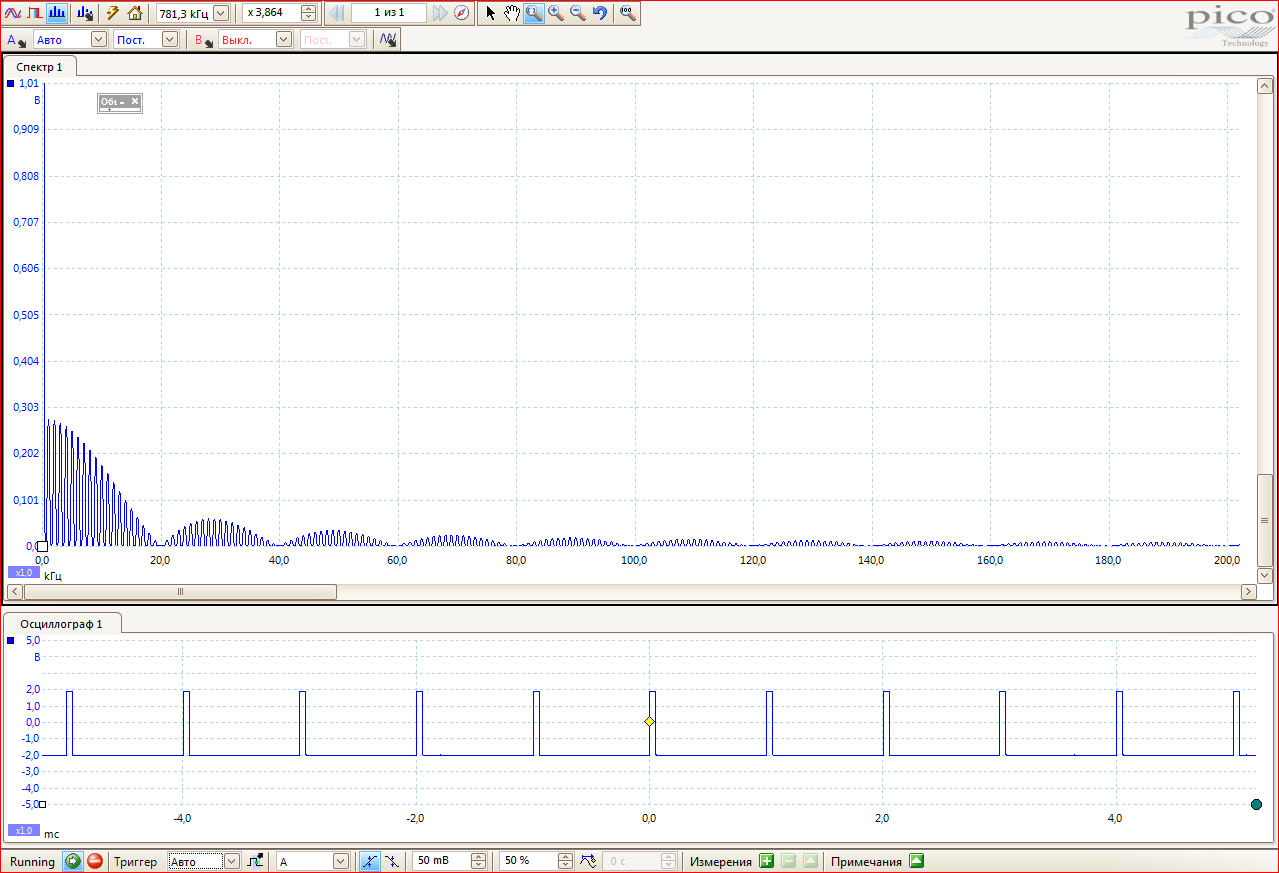 781,3 кГц x 3,864 1 из 1
pico
Technology
A Авто Пост. B Выкл. Пост.
Спектр 1
1,01
В
0,909
0,808
0,707
0,606
0,505
0,404
0,303
0,202
0,101
0,0 20,0 40,0 60,0 80,0 100,0 120,0 140,0 160,0 180,0 200,0
x1,0 кГц
Осциллограф 1
5,0
В
2,0
1,0
0,0
-1,0
-2,0
-3,0
-4,0
-5,0
-4,0 -2,0 0,0 2,0 4,0
x1,0 мс
Running Триггер Авто A 50 mB 50 % 0 c Измерения Примечания